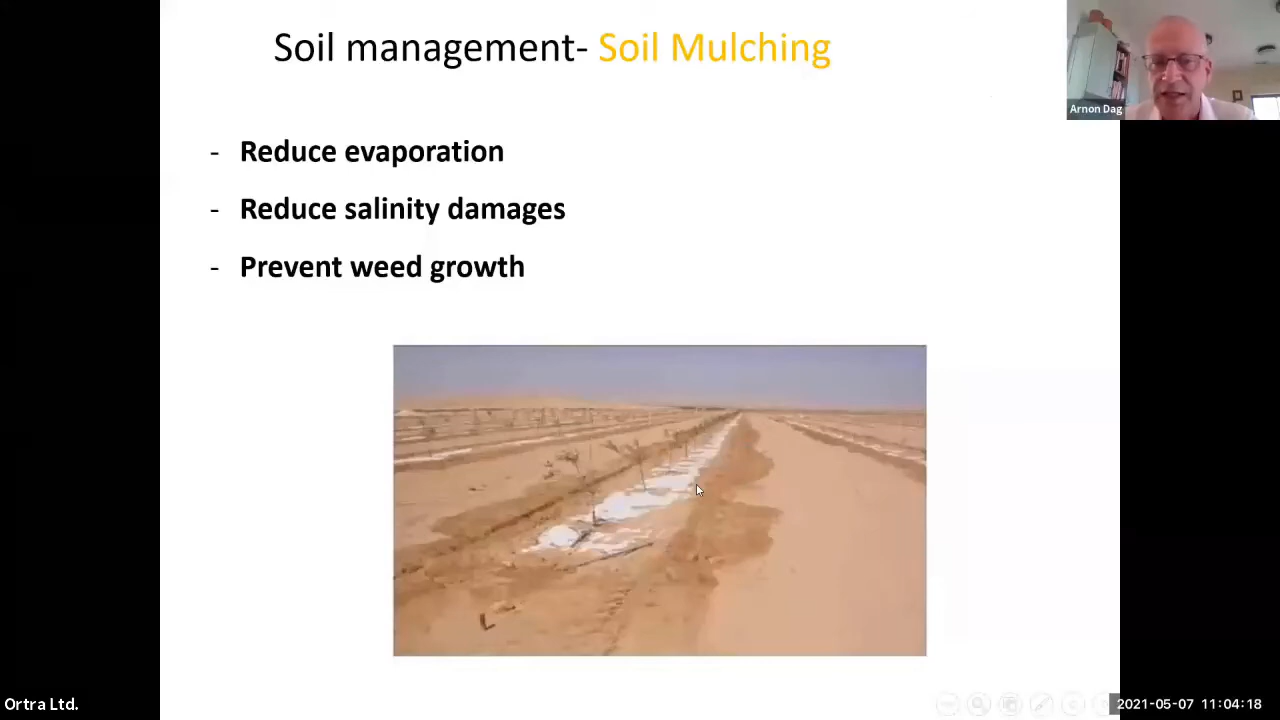 Soil management- Soil Mulching
Arnon Dag
- Reduce evaporation
- Reduce salinity damages
- Prevent weed growth
Ortra Ltd.
2021-05-07 11:04:18